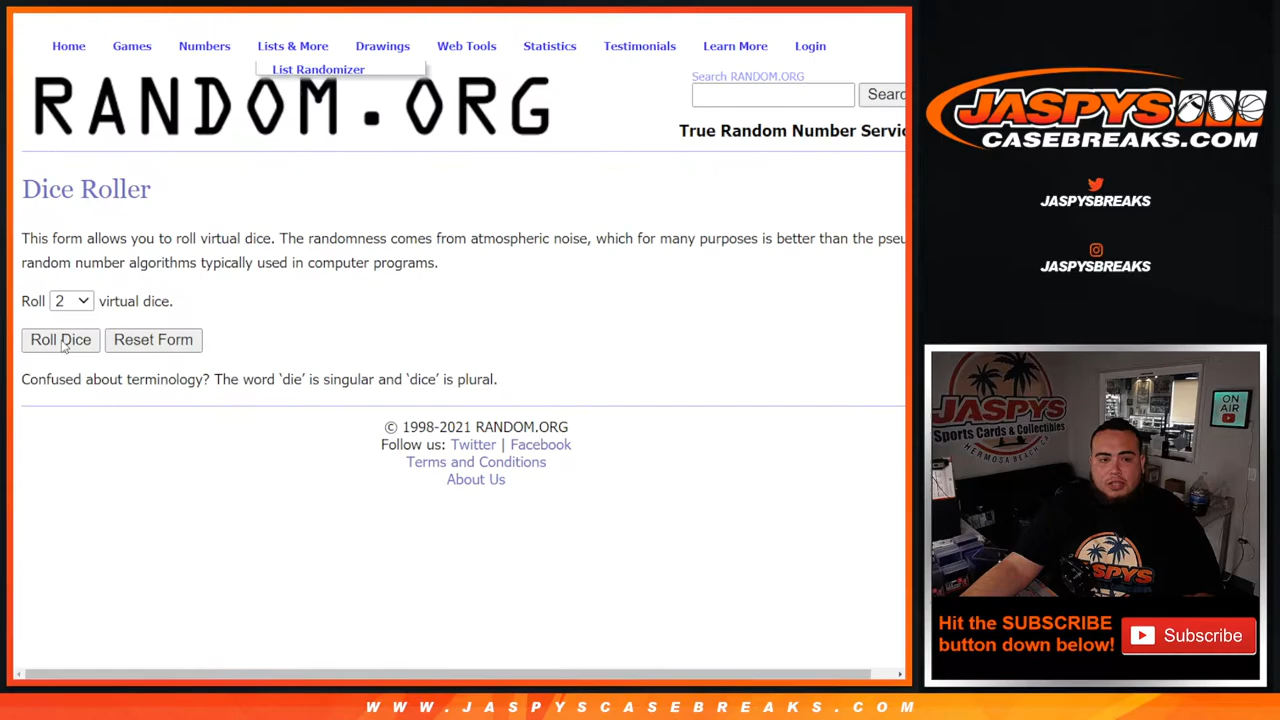 Home Games Numbers Lists & More Drawings Web Tools Statistics Testimonials Learn More Login
List Randomizer
RANDOM.ORG
Search RANDOM.ORG
Searc
True Random Number Servic
Dice Roller
This form allows you to roll virtual dice. The randomness comes from atmospheric noise, which for many purposes is better than the pseu
random number algorithms typically used in computer programs.
Roll 2 virtual dice.
Roll Dice Reset Form
Confused about terminology? The word ‘die’ is singular and ‘dice’ is plural.
© 1998-2021 RANDOM.ORG
Follow us: Twitter | Facebook
Terms and Conditions
About Us
JASPYS
CASEBREAKS.COM
JASPYSBREAKS
JASPYSBREAKS
JASPYS
Sports Cards & Collectibles
HERMOSA BEACH CA
ON
AIR
JASPYS
Hit the SUBSCRIBE
button down below!
Subscribe
WWW.JASPYSCASEBREAKS.COM